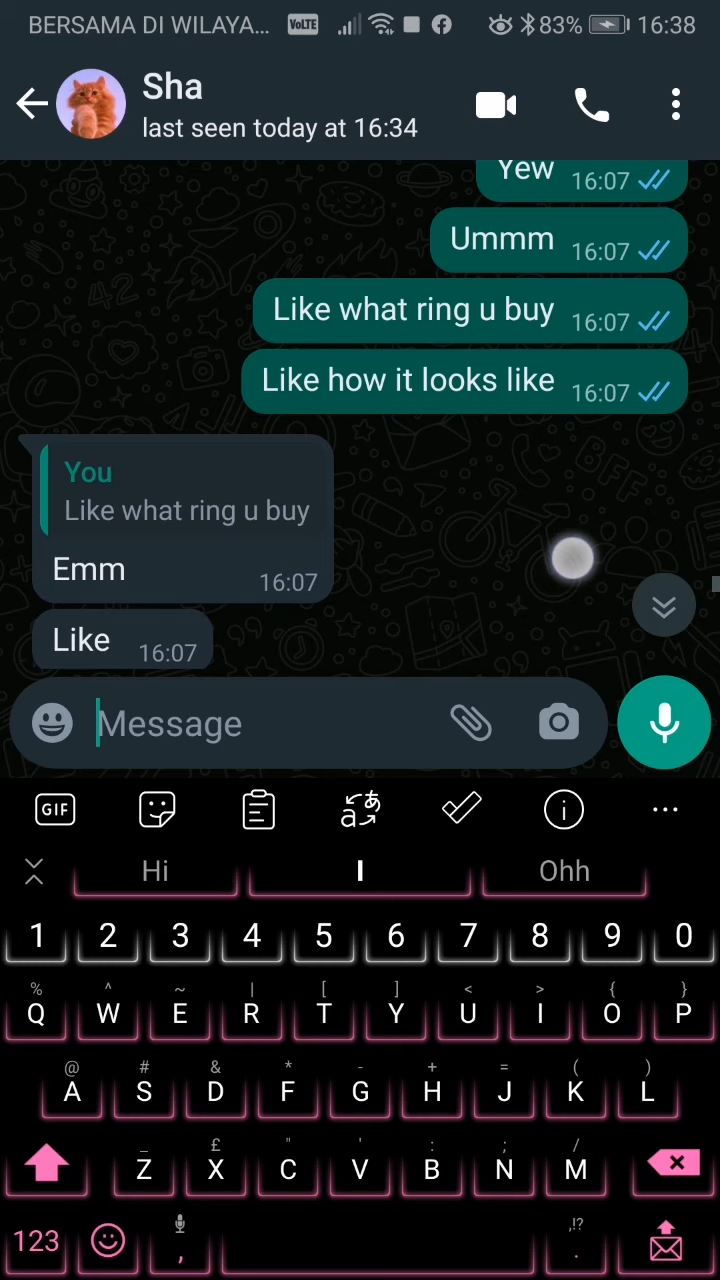 BERSAMA DI WILAYA... VoLTE 83% 16:38
Sha
last seen today at 16:34
Yew 16:07
Ummm 16:07
Like what ring u buy 16:07
Like how it looks like 16:07
You
Like what ring u buy
Emm 16:07
Like 16:07
Message
GIF aあ i ...
Hi I Ohh
1 2 3 4 5 6 7 8 9 0
% ^ ~ | [ ] < > { }
Q W E R T Y U I O P
@ # & * - + = ( )
A S D F G H J K L
_ £ " ' : ; /
Z X C V B N M
,!?
123 , .